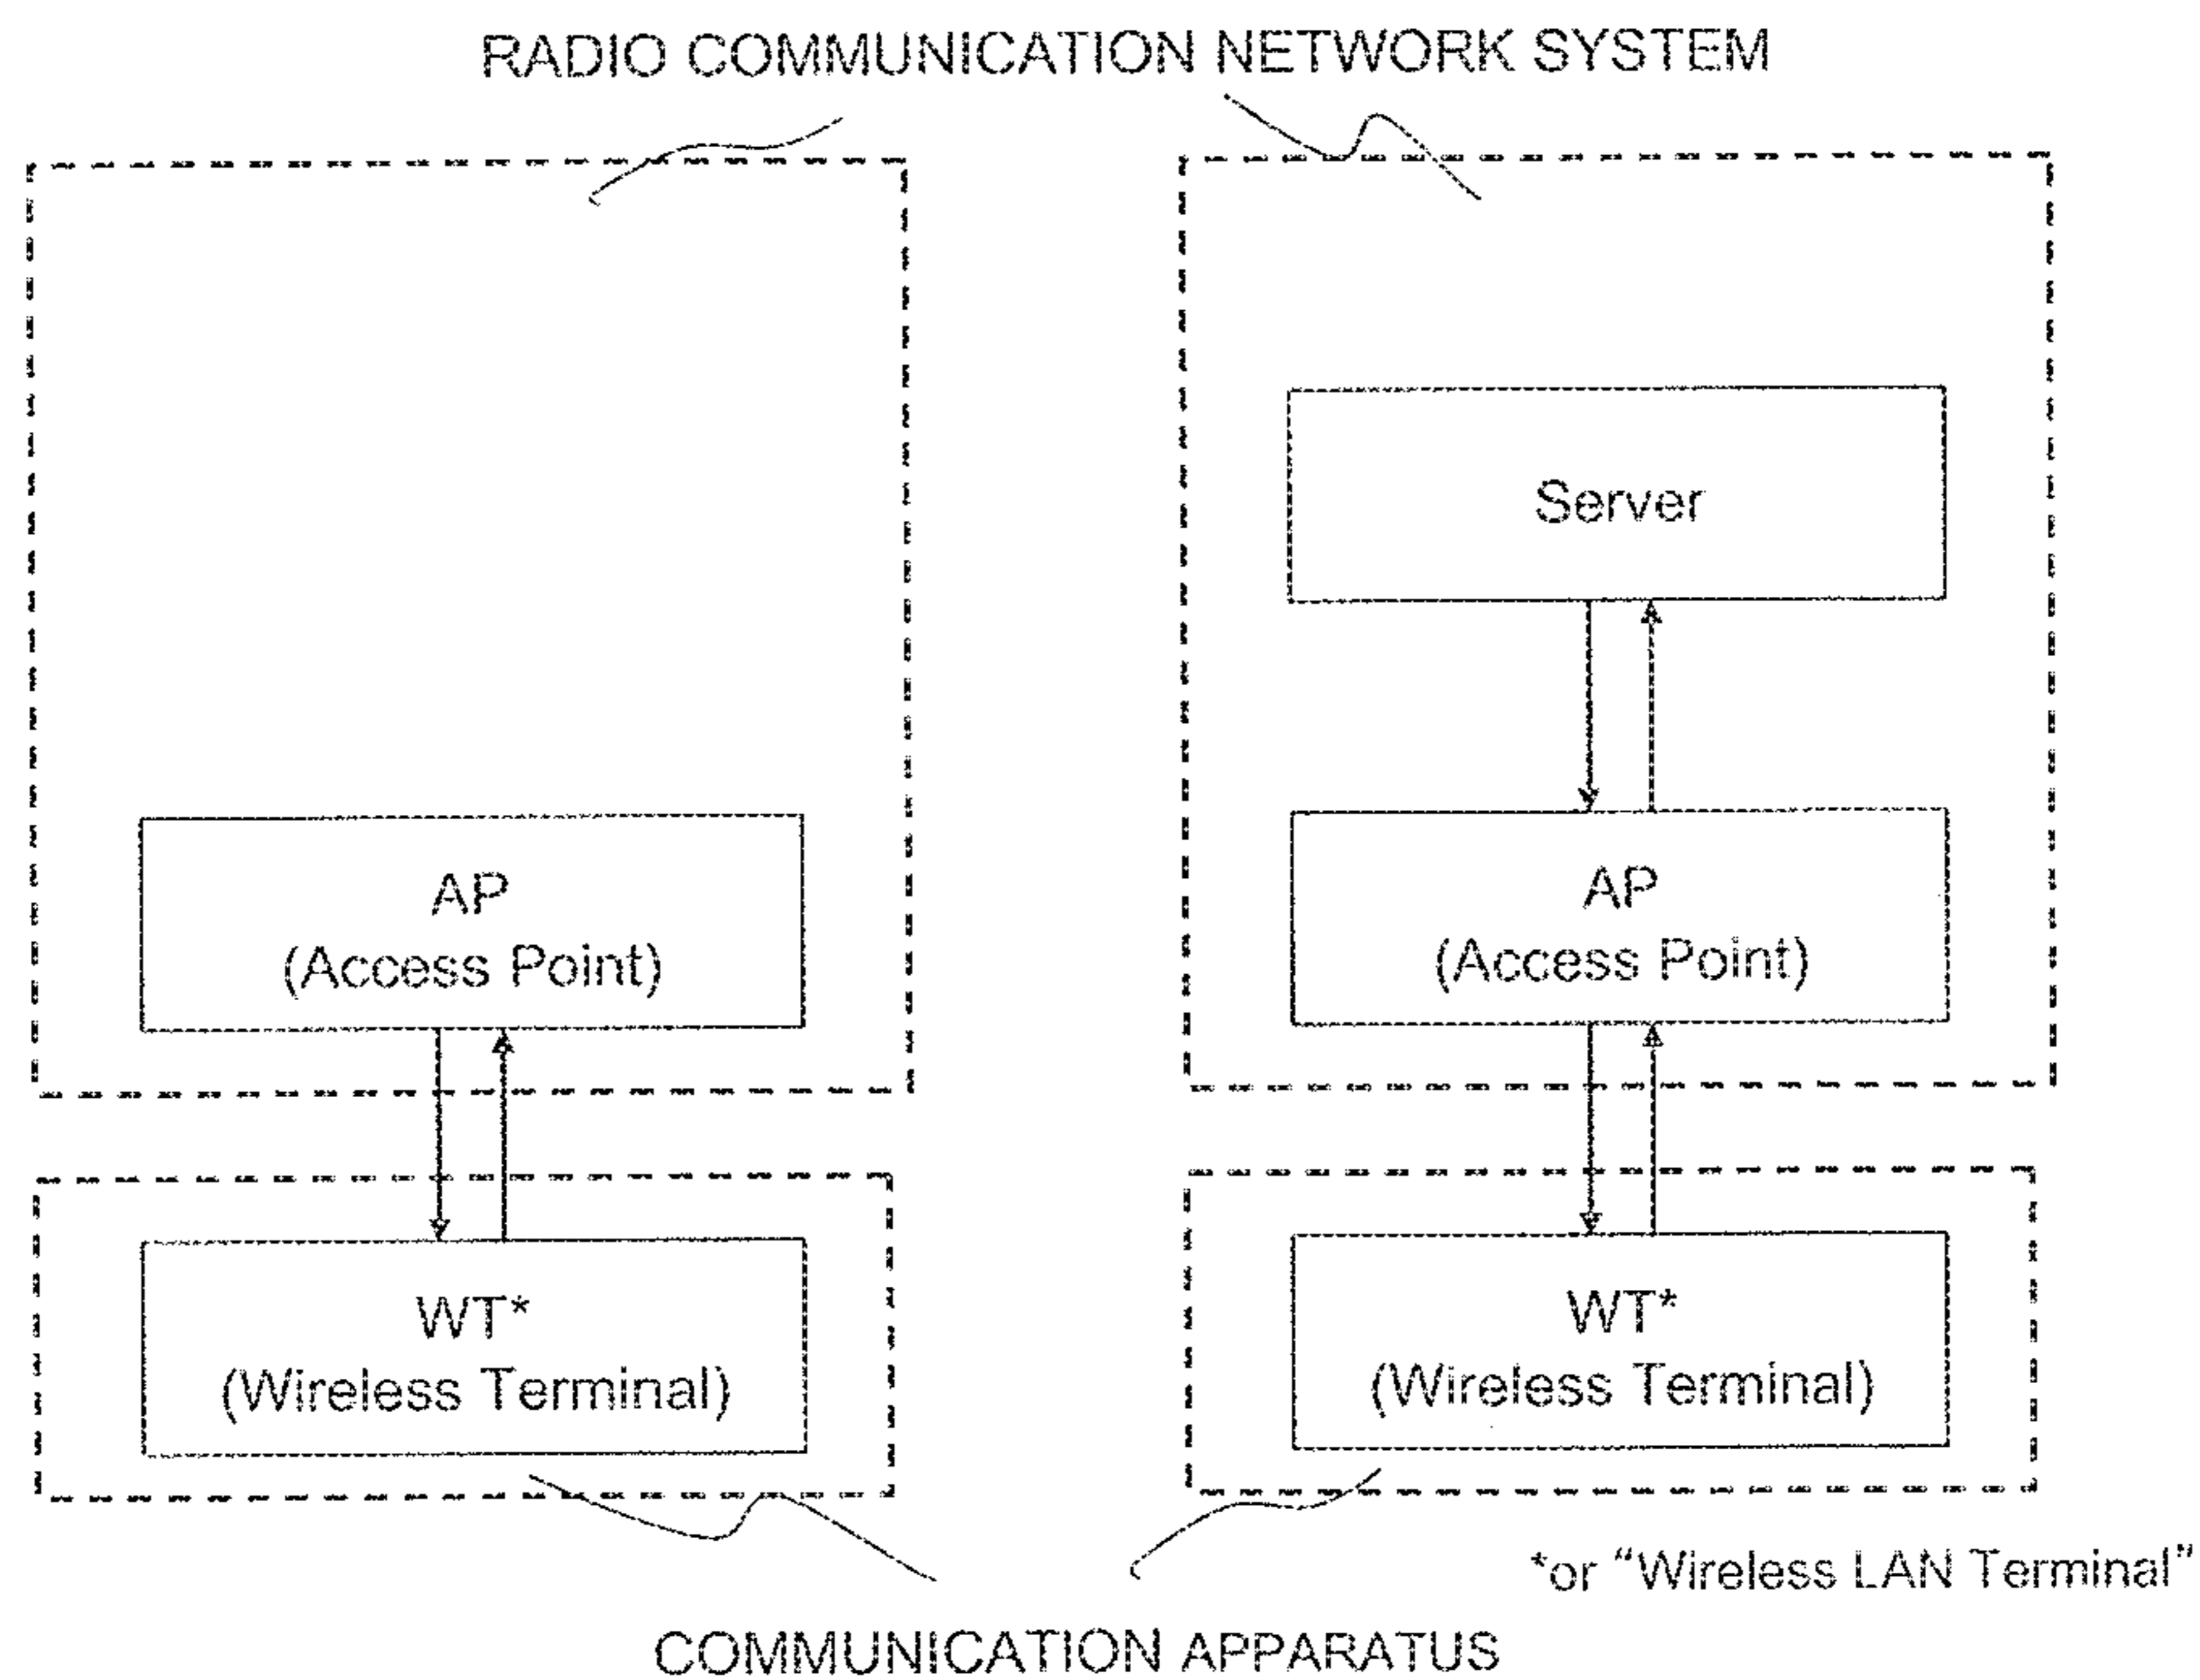 RADIO COMMUNICATION NETWORK SYSTEM
Server
AP
(Access Point)
AP
(Access Point)
WT*
(Wireless Terminal)
WT*
(Wireless Terminal)
*or “Wireless LAN Terminal”
COMMUNICATION APPARATUS